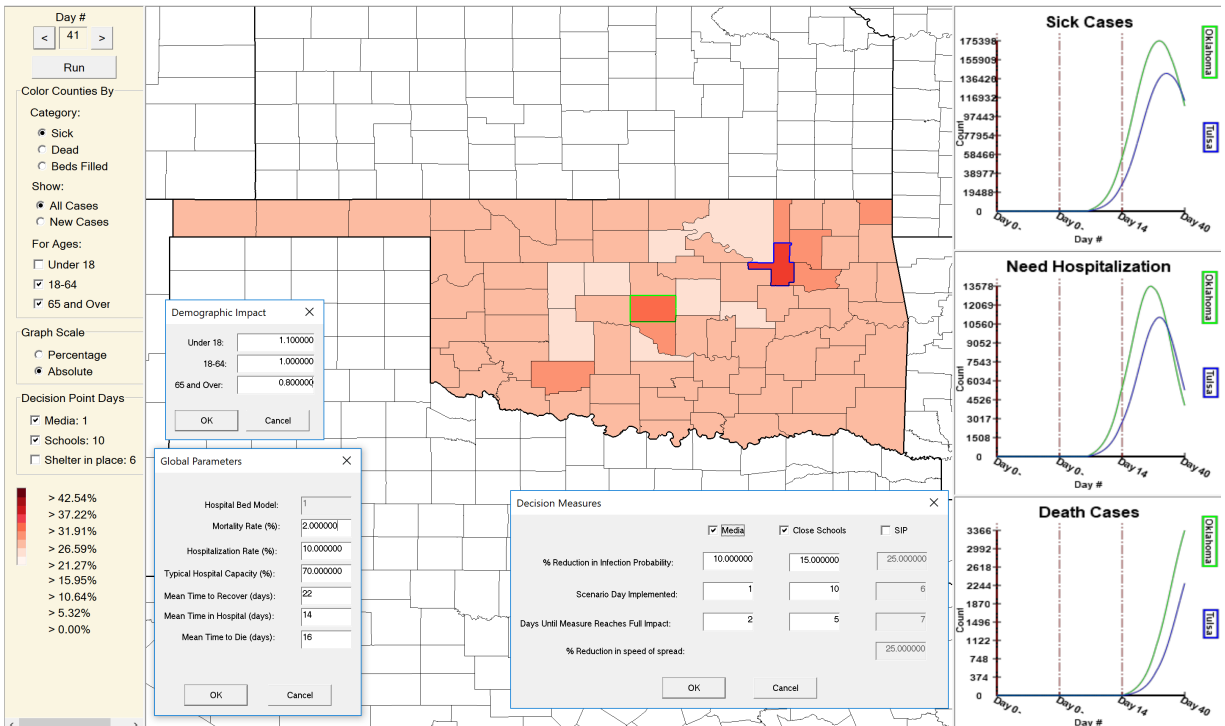 Day #
<
41
>
Run
Color Counties By
Category:
Sick
Dead
Beds Filled
Show:
All Cases
New Cases
For Ages:
Under 18
18-64
65 and Over
Graph Scale
Percentage
Absolute
Decision Point Days
Media: 1
Schools: 10
Shelter in place: 6
> 42.54%
> 37.22%
> 31.91%
> 26.59%
> 21.27%
> 15.95%
> 10.64%
> 5.32%
> 0.00%
Demographic Impact
Under 18: 1.100000
18-64: 1.000000
65 and Over: 0.800000
OK Cancel
Global Parameters
Hospital Bed Model: 1
Mortality Rate (%): 2.000000
Hospitalization Rate (%): 10.000000
Typical Hospital Capacity (%): 70.000000
Mean Time to Recover (days): 22
Mean Time in Hospital (days): 14
Mean Time to Die (days): 16
OK Cancel
Decision Measures
Media Close Schools SIP
% Reduction in Infection Probability: 10.000000 15.000000 25.000000
Scenario Day Implemented: 1 10 6
Days Until Measure Reaches Full Impact: 2 5 7
% Reduction in speed of spread: 25.000000
OK Cancel
Sick Cases
175398
155909
136420
116932
97443
77954
58466
38977
19488
0
Count
Day 0-
Day 0-
Day 14
Day 40
Day #
Oklahoma
Tulsa
Need Hospitalization
13578
12069
10560
9052
7543
6034
4526
3017
1508
0
Count
Day 0-
Day 0-
Day 14
Day 40
Day #
Oklahoma
Tulsa
Death Cases
3366
2992
2618
2244
1870
1496
1122
748
374
0
Count
Day 0-
Day 0-
Day 14
Day 40
Day #
Oklahoma
Tulsa